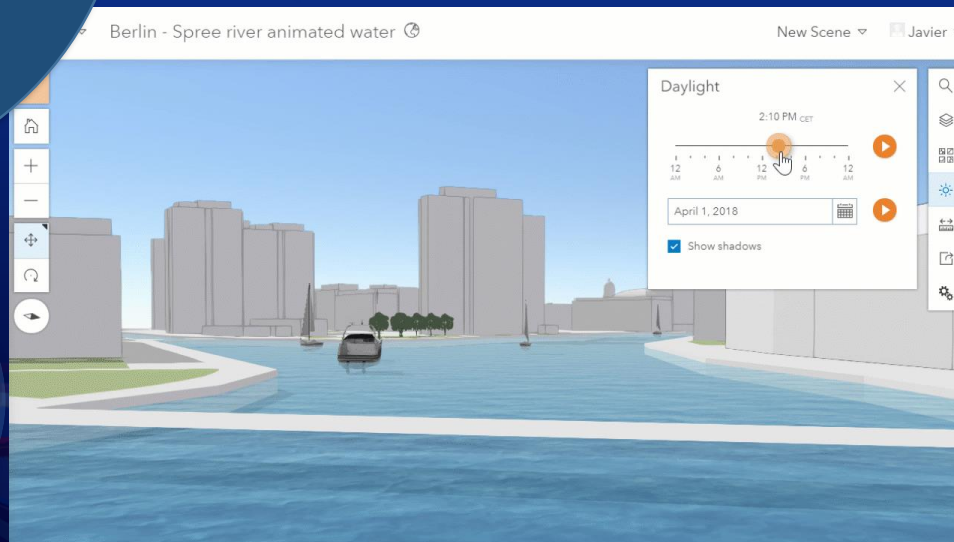 Berlin - Spree river animated water
New Scene
Javier
Daylight
2:10 PM CET
12 6 12 6 12
AM AM PM PM AM
April 1, 2018
Show shadows